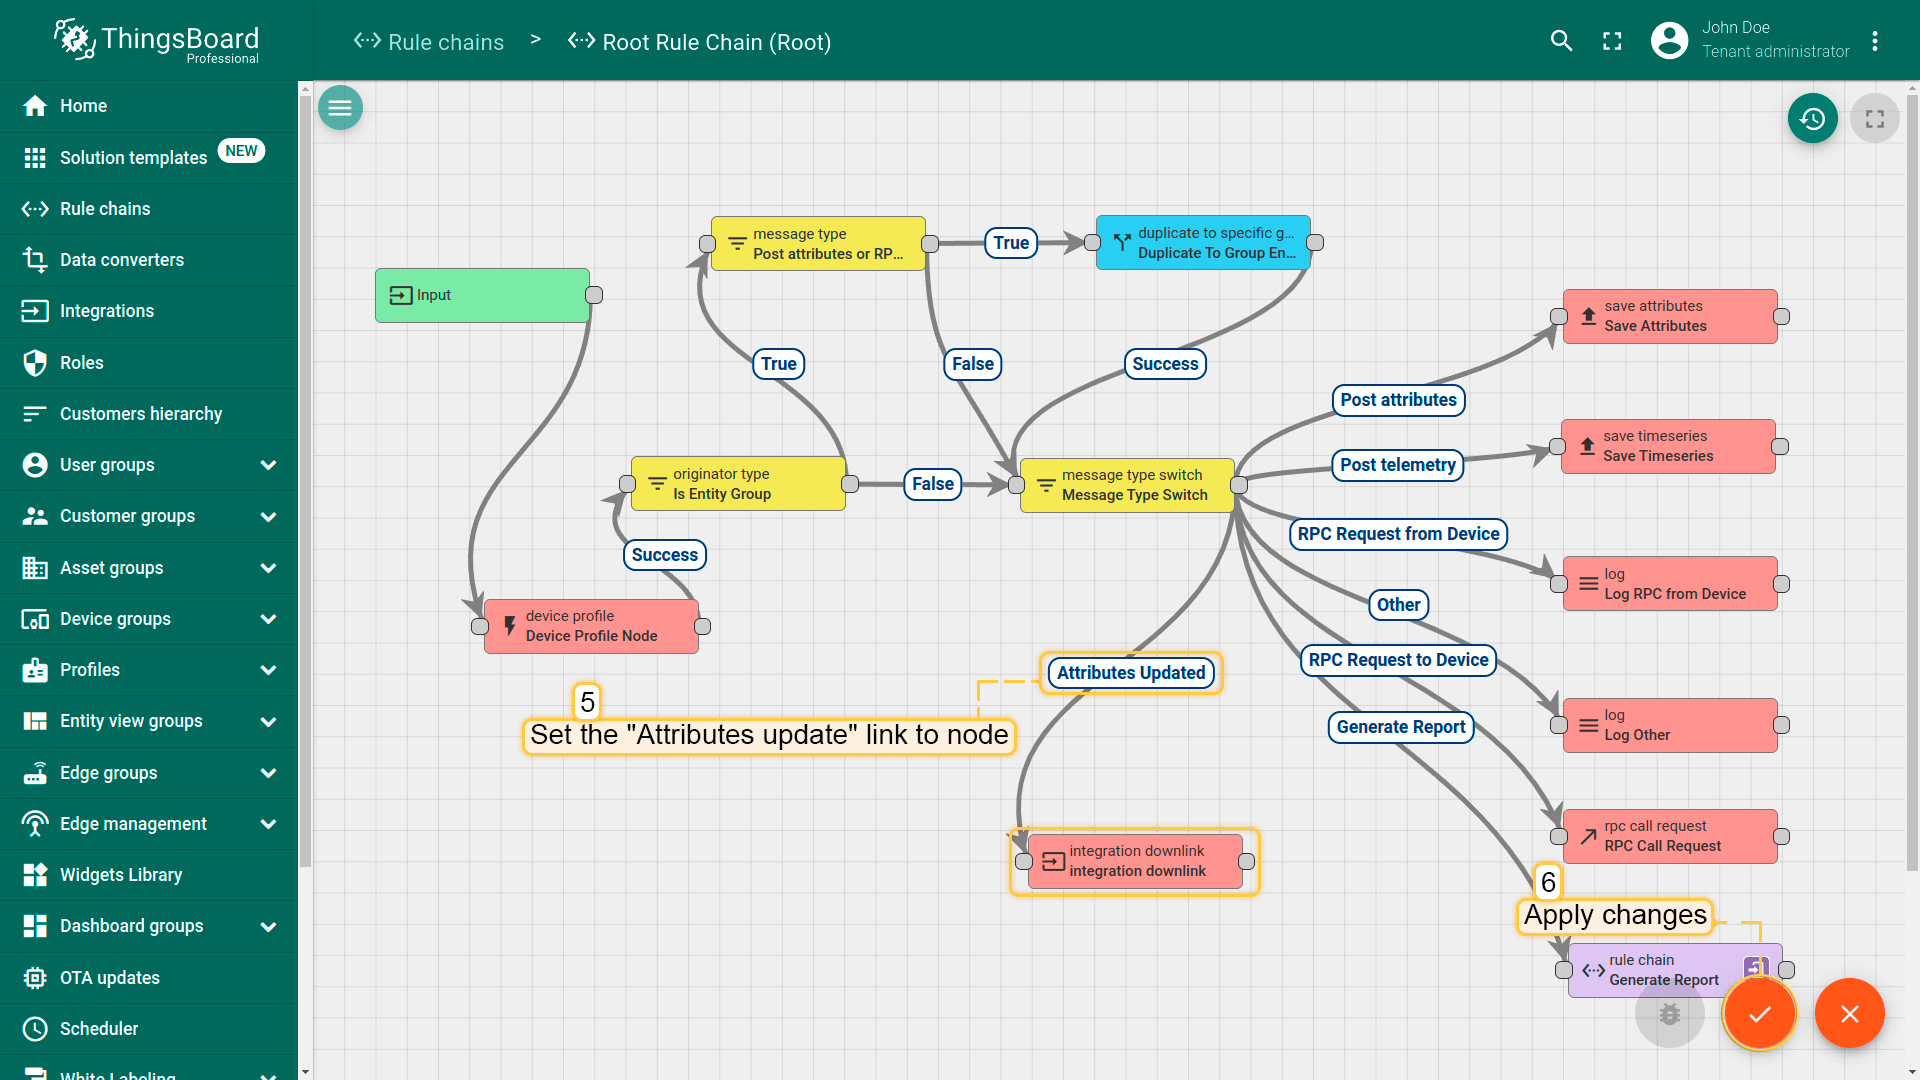 ThingsBoard
Professional
Rule chains > Root Rule Chain (Root)
John Doe
Tenant administrator
Home
Solution templates NEW
Rule chains
Data converters
Integrations
Roles
Customers hierarchy
User groups
Customer groups
Asset groups
Device groups
Profiles
Entity view groups
Edge groups
Edge management
Widgets Library
Dashboard groups
OTA updates
Scheduler
White Labeling
Input
message type
Post attributes or RP...
True
duplicate to specific g...
Duplicate To Group En...
True
False
Success
originator type
Is Entity Group
False
message type switch
Message Type Switch
Success
device profile
Device Profile Node
Post attributes
Post telemetry
RPC Request from Device
Other
RPC Request to Device
Generate Report
Attributes Updated
save attributes
Save Attributes
save timeseries
Save Timeseries
log
Log RPC from Device
log
Log Other
rpc call request
RPC Call Request
5
Set the "Attributes update" link to node
integration downlink
integration downlink
6
Apply changes
rule chain
Generate Report